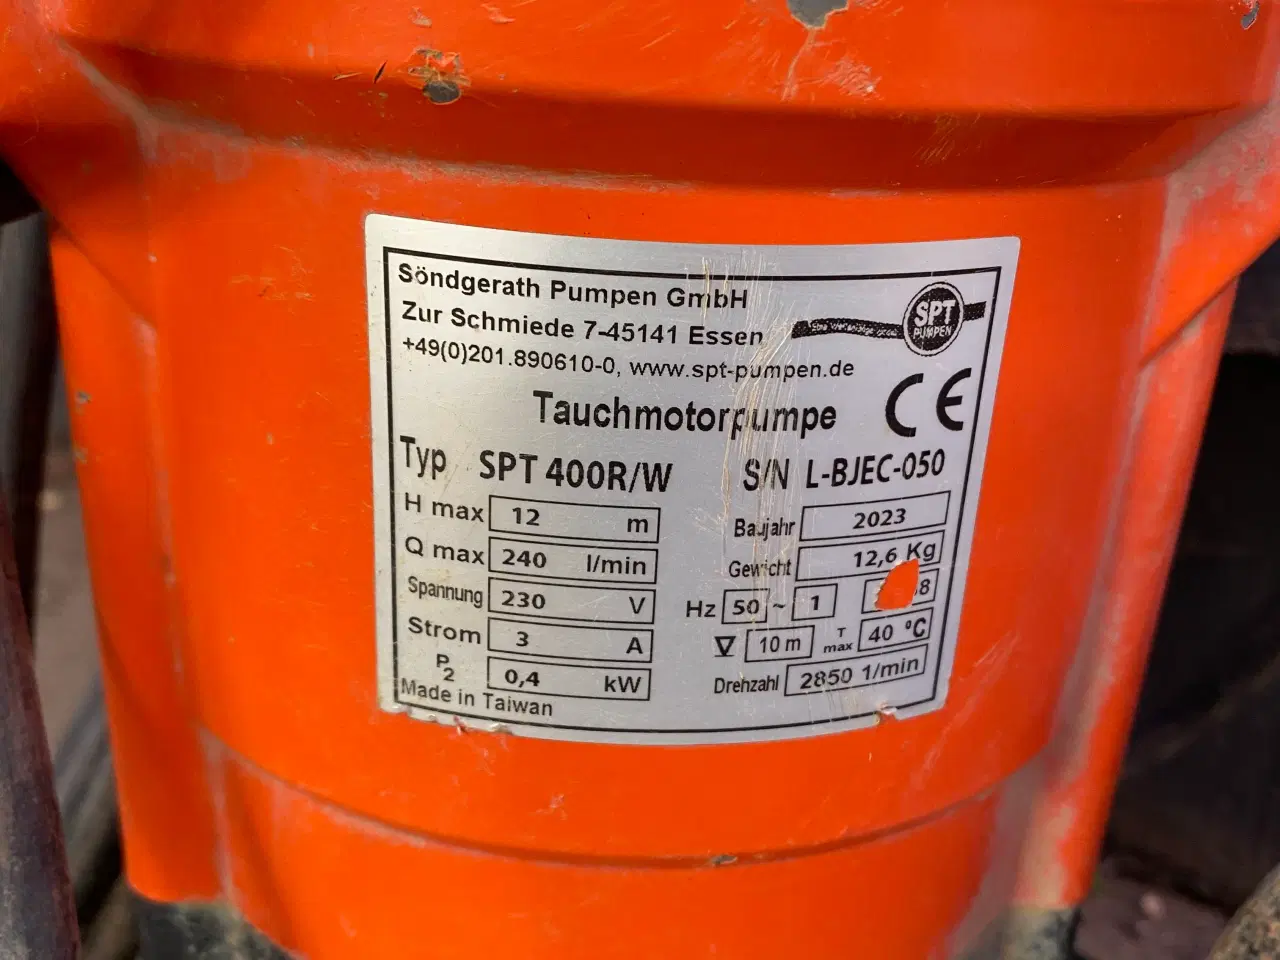 Söndgerath Pumpen GmbH
Zur Schmiede 7-45141 Essen
+49(0)201.890610-0, www.spt-pumpen.de
SPT
PUMPEN
Tauchmotorpumpe CE
Typ SPT 400R/W S/N L-BJEC-050
H max 12 m Baujahr 2023
Q max 240 l/min Gewicht 12,6 Kg
Spannung 230 V Hz 50 ~ 1 8
Strom 3 A 10 m T max 40 °C
P2 0,4 kW Drehzahl 2850 1/min
Made in Taiwan